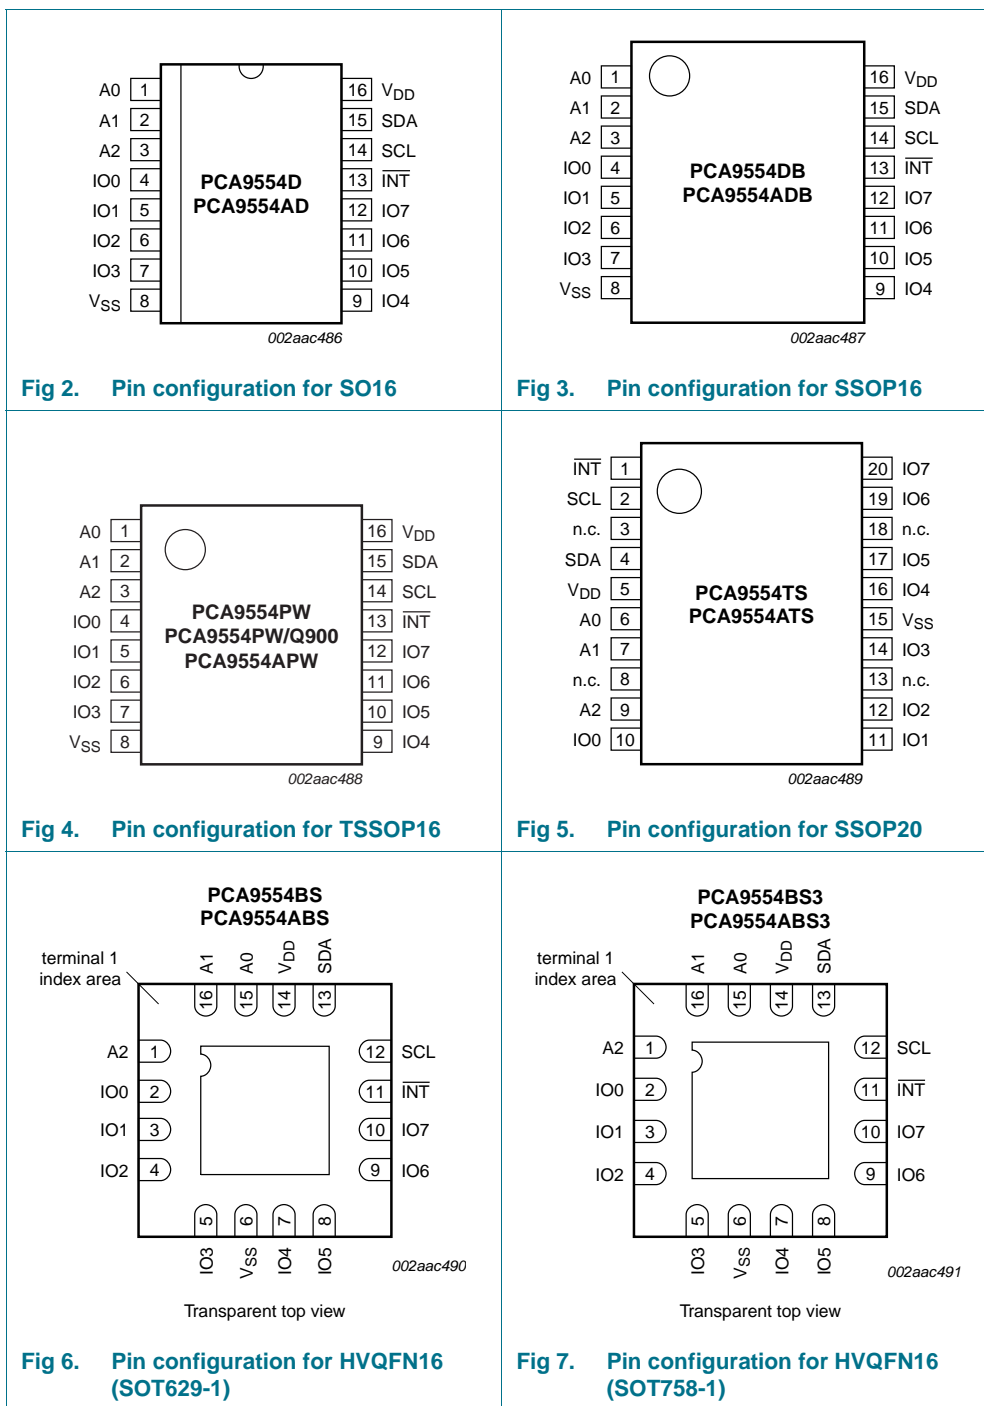 A0 1 16 VDD
A1 2 15 SDA
A2 3 14 SCL
IO0 4 13 INT
IO1 5 12 IO7
IO2 6 11 IO6
IO3 7 10 IO5
VSS 8 9 IO4
PCA9554D
PCA9554AD
002aac486
Fig 2. Pin configuration for SO16
A0 1 16 VDD
A1 2 15 SDA
A2 3 14 SCL
IO0 4 13 INT
IO1 5 12 IO7
IO2 6 11 IO6
IO3 7 10 IO5
VSS 8 9 IO4
PCA9554DB
PCA9554ADB
002aac487
Fig 3. Pin configuration for SSOP16
A0 1 16 VDD
A1 2 15 SDA
A2 3 14 SCL
IO0 4 13 INT
IO1 5 12 IO7
IO2 6 11 IO6
IO3 7 10 IO5
VSS 8 9 IO4
PCA9554PW
PCA9554PW/Q900
PCA9554APW
002aac488
Fig 4. Pin configuration for TSSOP16
INT 1 20 IO7
SCL 2 19 IO6
n.c. 3 18 n.c.
SDA 4 17 IO5
VDD 5 16 IO4
A0 6 15 VSS
A1 7 14 IO3
n.c. 8 13 n.c.
A2 9 12 IO2
IO0 10 11 IO1
PCA9554TS
PCA9554ATS
002aac489
Fig 5. Pin configuration for SSOP20
PCA9554BS
PCA9554ABS
terminal 1
index area
A1 A0 VDD SDA
16 15 14 13
A2 1 12 SCL
IO0 2 11 INT
IO1 3 10 IO7
IO2 4 9 IO6
5 6 7 8
IO3 VSS IO4 IO5
002aac490
Transparent top view
Fig 6. Pin configuration for HVQFN16
(SOT629-1)
PCA9554BS3
PCA9554ABS3
terminal 1
index area
A1 A0 VDD SDA
16 15 14 13
A2 1 12 SCL
IO0 2 11 INT
IO1 3 10 IO7
IO2 4 9 IO6
5 6 7 8
IO3 VSS IO4 IO5
002aac491
Transparent top view
Fig 7. Pin configuration for HVQFN16
(SOT758-1)